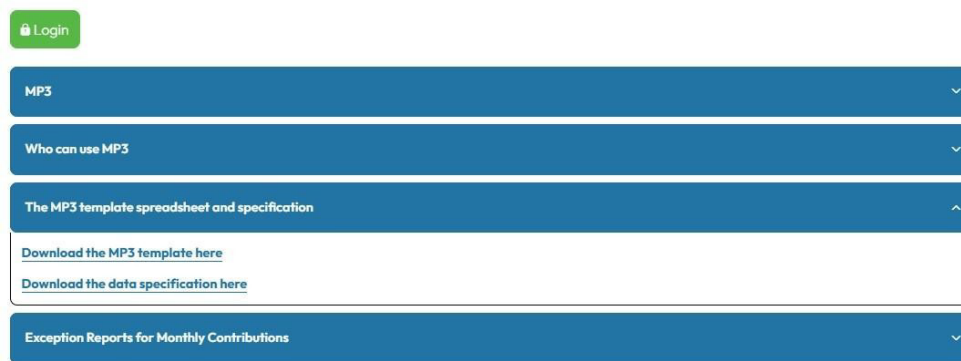 Login
MP3
Who can use MP3
The MP3 template spreadsheet and specification
Download the MP3 template here
Download the data specification here
Exception Reports for Monthly Contributions